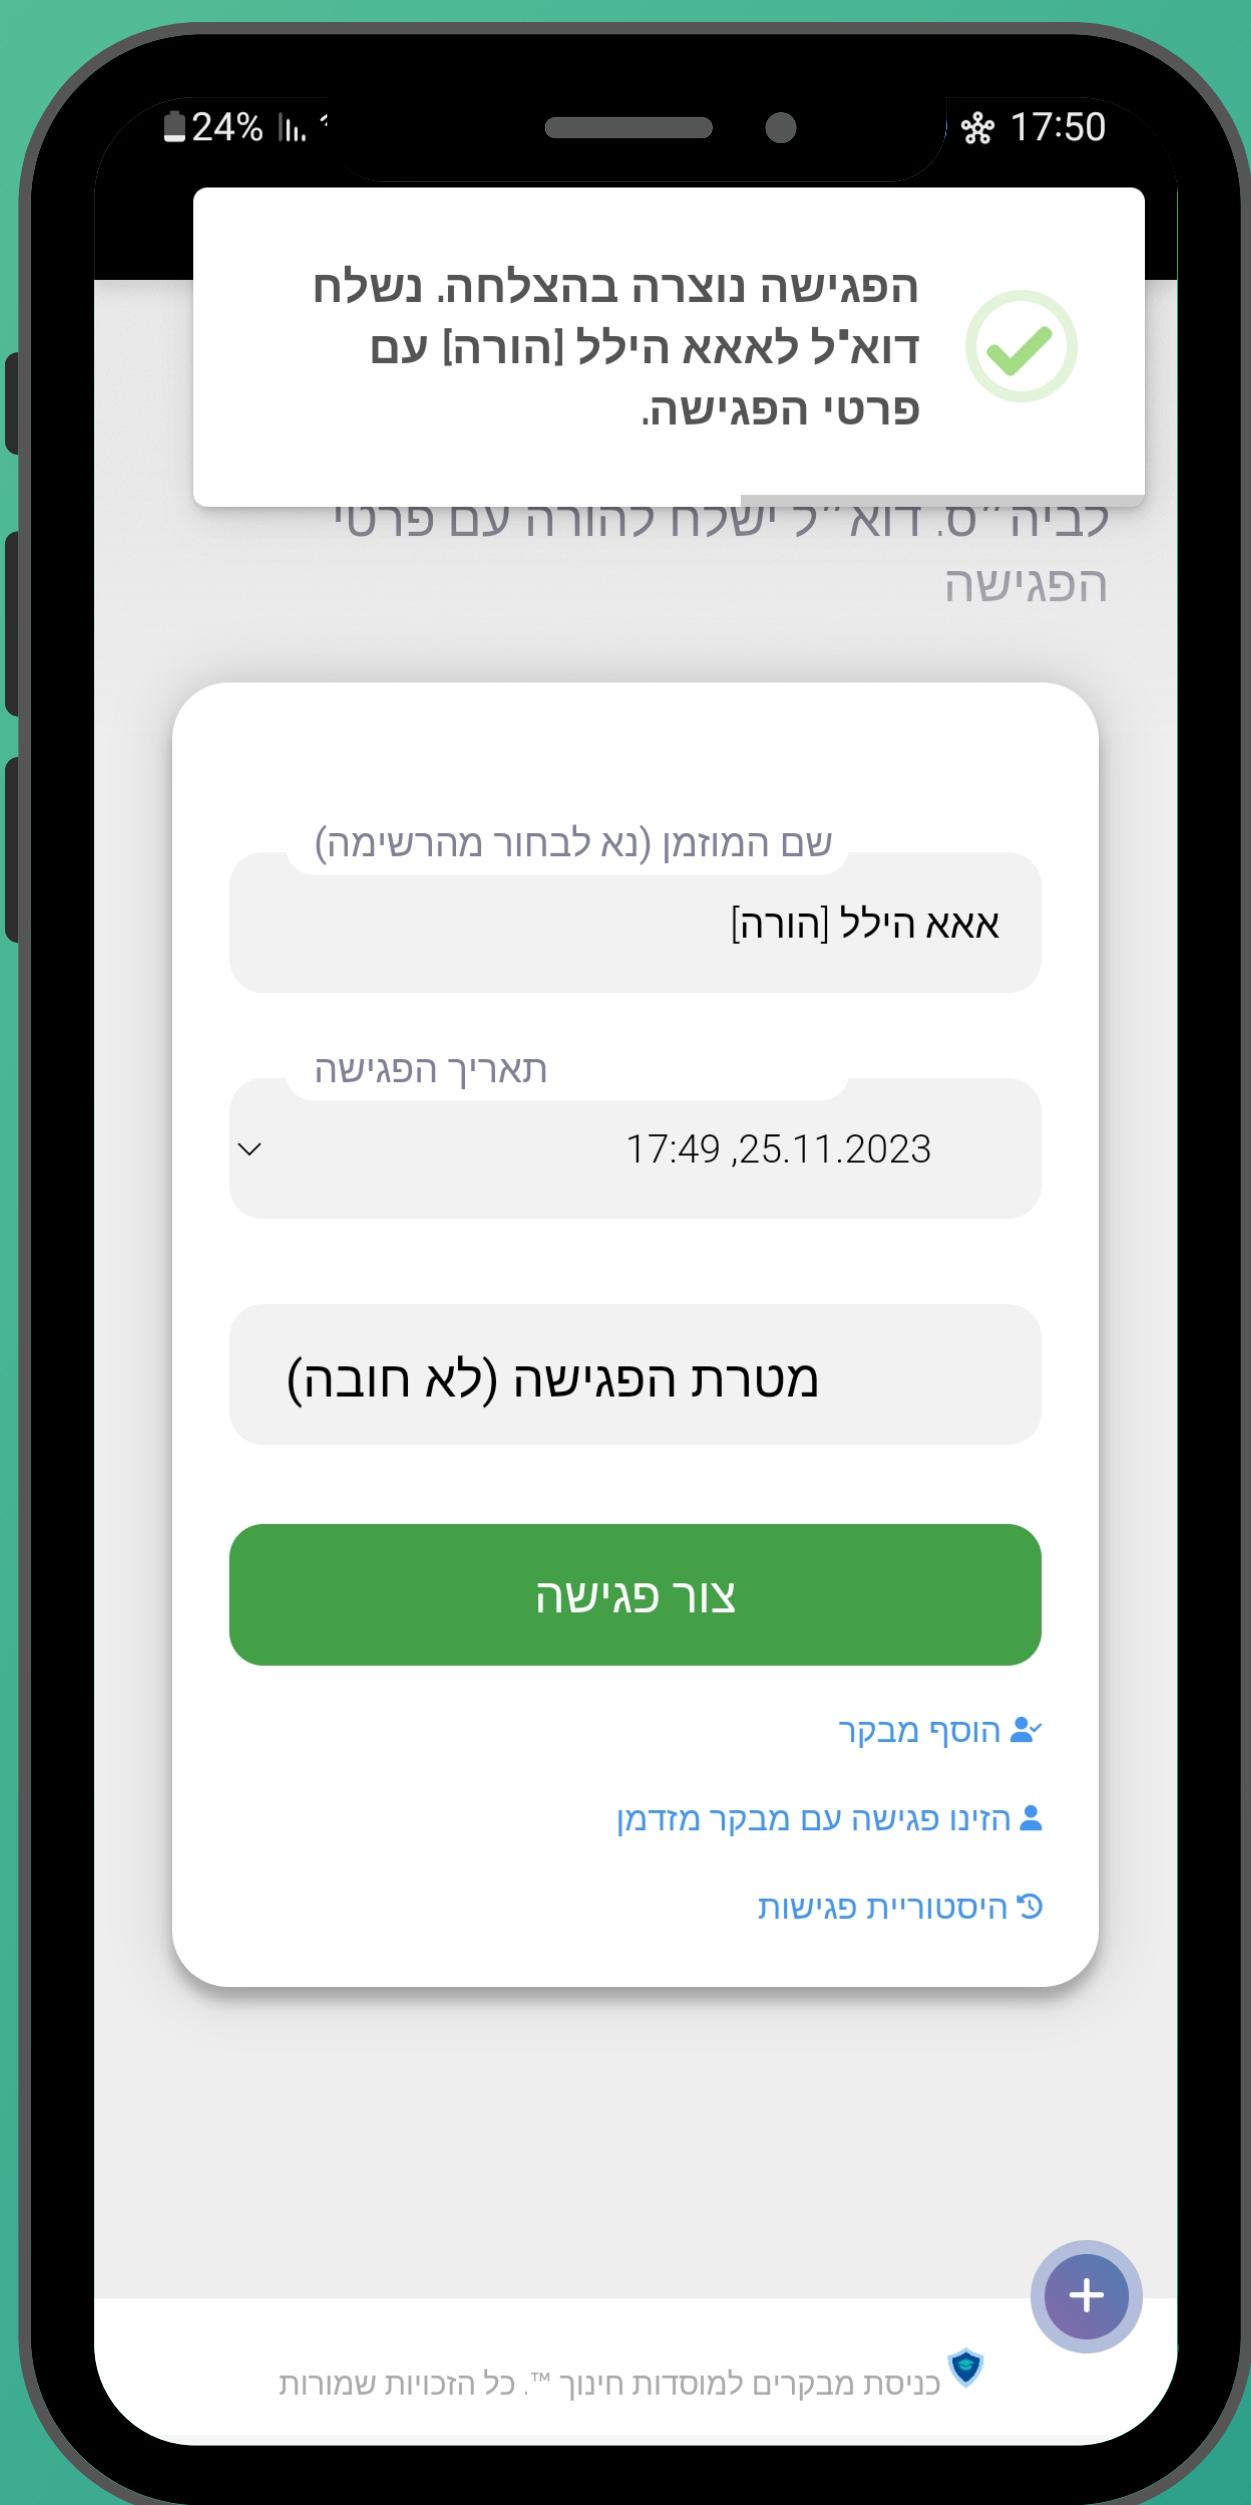 24%
17:50
הפגישה נוצרה בהצלחה. נשלח
דוא"ל לאאא הילל [הורה] עם
פרטי הפגישה.
לביה״ס. דוא״ל ישלח להורה עם פרטי
הפגישה
שם המוזמן (נא לבחור מהרשימה)
אאא הילל [הורה]
תאריך הפגישה
25.11.2023, 17:49
מטרת הפגישה (לא חובה)
צור פגישה
הוסף מבקר
הזינו פגישה עם מבקר מזדמן
היסטוריית פגישות
כניסת מבקרים למוסדות חינוך ™. כל הזכויות שמורות